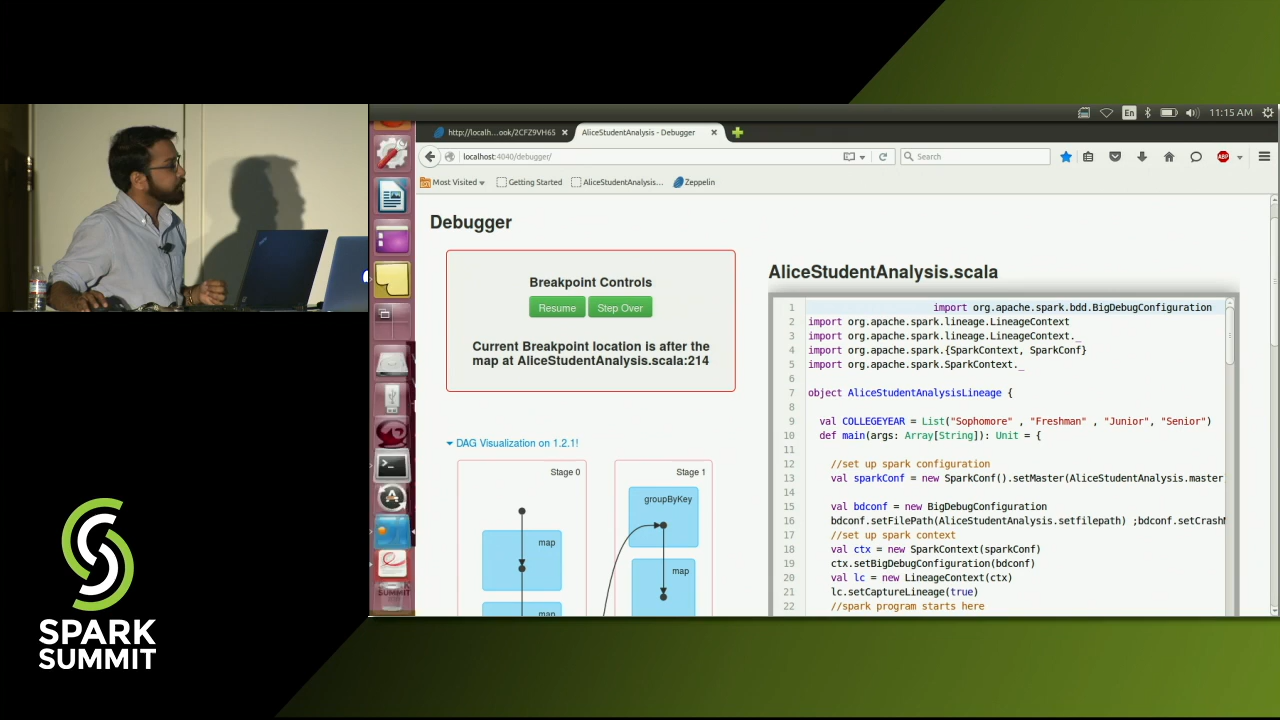 11:15 AM
En
http://localh...ook/2CFZ9VH6S
AliceStudentAnalysis - Debugger
localhost:4040/debugger/
Search
ABP
Most Visited
Getting Started
AliceStudentAnalysis...
Zeppelin
Debugger
Breakpoint Controls
Resume
Step Over
Current Breakpoint location is after the
map at AliceStudentAnalysis.scala:214
DAG Visualization on 1.2.1!
Stage 0
map
map
Stage 1
groupByKey
map
AliceStudentAnalysis.scala
1 import org.apache.spark.bdd.BigDebugConfiguration
2 import org.apache.spark.lineage.LineageContext
3 import org.apache.spark.lineage.LineageContext._
4 import org.apache.spark.{SparkContext, SparkConf}
5 import org.apache.spark.SparkContext._
6
7 object AliceStudentAnalysisLineage {
8
9 val COLLEGEYEAR = List("Sophomore" , "Freshman" , "Junior", "Senior")
10 def main(args: Array[String]): Unit = {
11
12 //set up spark configuration
13 val sparkConf = new SparkConf().setMaster(AliceStudentAnalysis.master
14
15 val bdconf = new BigDebugConfiguration
16 bdconf.setFilePath(AliceStudentAnalysis.setfilepath) ;bdconf.setCrash
17 //set up spark context
18 val ctx = new SparkContext(sparkConf)
19 ctx.setBigDebugConfiguration(bdconf)
20 val lc = new LineageContext(ctx)
21 lc.setCaptureLineage(true)
22 //spark program starts here
SUMMIT
SPARK
SUMMIT